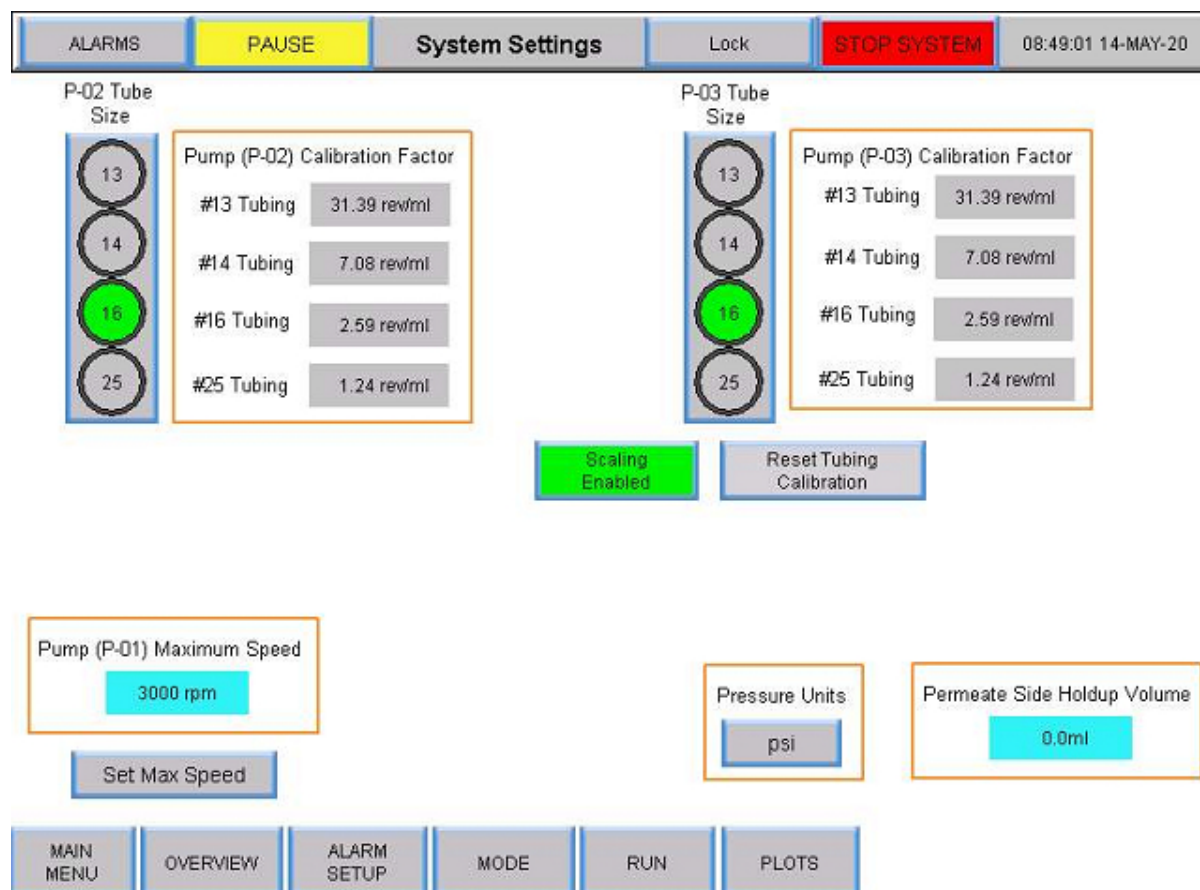 ALARMS
PAUSE
System Settings
Lock
STOP SYSTEM
08:49:01 14-MAY-20
P-02 Tube
Size
13
14
16
25
Pump (P-02) Calibration Factor
#13 Tubing 31.39 rev/ml
#14 Tubing 7.08 rev/ml
#16 Tubing 2.59 rev/ml
#25 Tubing 1.24 rev/ml
P-03 Tube
Size
13
14
16
25
Pump (P-03) Calibration Factor
#13 Tubing 31.39 rev/ml
#14 Tubing 7.08 rev/ml
#16 Tubing 2.59 rev/ml
#25 Tubing 1.24 rev/ml
Scaling
Enabled
Reset Tubing
Calibration
Pump (P-01) Maximum Speed
3000 rpm
Set Max Speed
Pressure Units
psi
Permeate Side Holdup Volume
0.0ml
MAIN
MENU
OVERVIEW
ALARM
SETUP
MODE
RUN
PLOTS